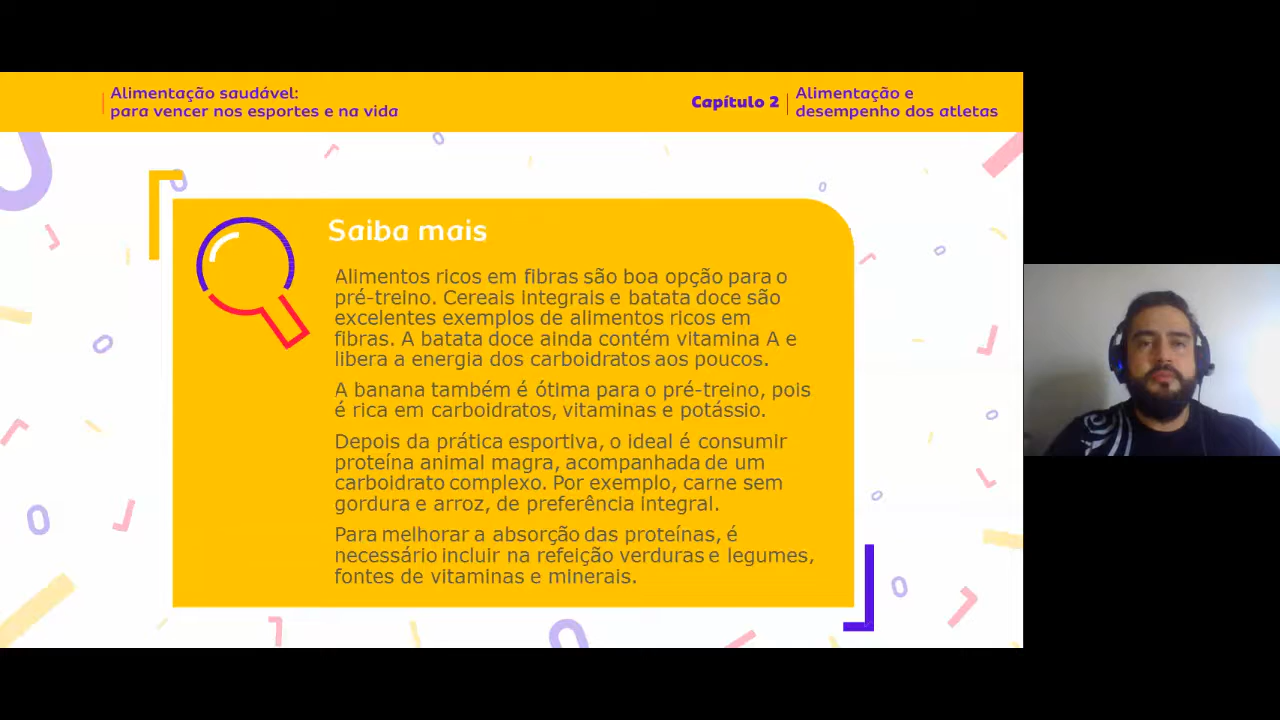 Alimentação saudável:
para vencer nos esportes e na vida
Capítulo 2
Alimentação e
desempenho dos atletas
Saiba mais
Alimentos ricos em fibras são boa opção para o
pré-treino. Cereais integrais e batata doce são
excelentes exemplos de alimentos ricos em
fibras. A batata doce ainda contém vitamina A e
libera a energia dos carboidratos aos poucos.
A banana também é ótima para o pré-treino, pois
é rica em carboidratos, vitaminas e potássio.
Depois da prática esportiva, o ideal é consumir
proteína animal magra, acompanhada de um
carboidrato complexo. Por exemplo, carne sem
gordura e arroz, de preferência integral.
Para melhorar a absorção das proteínas, é
necessário incluir na refeição verduras e legumes,
fontes de vitaminas e minerais.